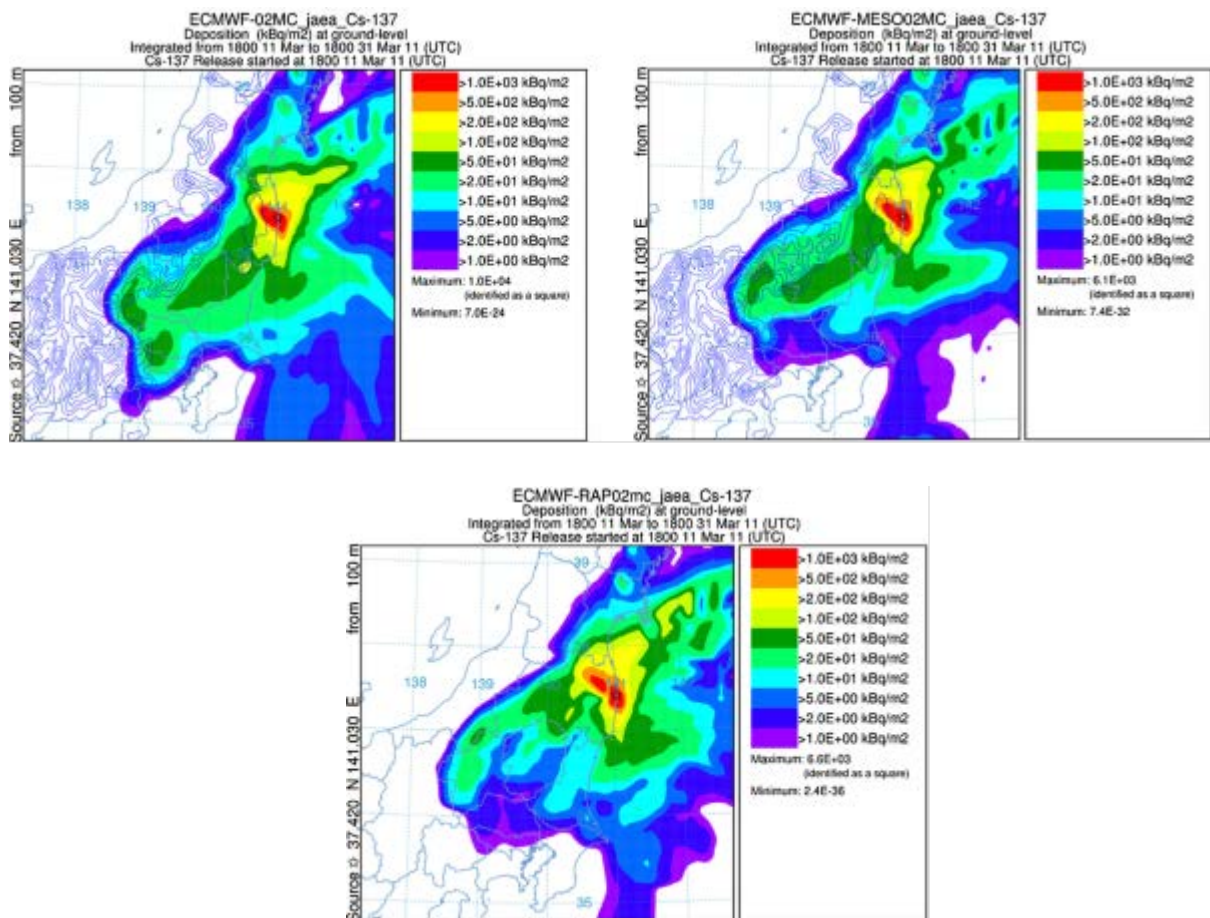 ECMWF-02MC_jaea_Cs-137
Deposition (kBq/m2) at ground-level
Integrated from 1800 11 Mar to 1800 31 Mar 11 (UTC)
Cs-137 Release started at 1800 11 Mar 11 (UTC)
Source ☆ 37.420 N 141.030 E from 100 m
138
139
35
>1.0E+03 kBq/m2
>5.0E+02 kBq/m2
>2.0E+02 kBq/m2
>1.0E+02 kBq/m2
>5.0E+01 kBq/m2
>2.0E+01 kBq/m2
>1.0E+01 kBq/m2
>5.0E+00 kBq/m2
>2.0E+00 kBq/m2
>1.0E+00 kBq/m2
Maximum: 1.0E+04
(identified as a square)
Minimum: 7.0E-24
ECMWF-MESO02MC_jaea_Cs-137
Deposition (kBq/m2) at ground-level
Integrated from 1800 11 Mar to 1800 31 Mar 11 (UTC)
Cs-137 Release started at 1800 11 Mar 11 (UTC)
Source ☆ 37.420 N 141.030 E from 100 m
138
139
142
>1.0E+03 kBq/m2
>5.0E+02 kBq/m2
>2.0E+02 kBq/m2
>1.0E+02 kBq/m2
>5.0E+01 kBq/m2
>2.0E+01 kBq/m2
>1.0E+01 kBq/m2
>5.0E+00 kBq/m2
>2.0E+00 kBq/m2
>1.0E+00 kBq/m2
Maximum: 6.1E+03
(identified as a square)
Minimum: 7.4E-32
ECMWF-RAP02mc_jaea_Cs-137
Deposition (kBq/m2) at ground-level
Integrated from 1800 11 Mar to 1800 31 Mar 11 (UTC)
Cs-137 Release started at 1800 11 Mar 11 (UTC)
Source ☆ 37.420 N 141.030 E from 100 m
39
138
139
35
>1.0E+03 kBq/m2
>5.0E+02 kBq/m2
>2.0E+02 kBq/m2
>1.0E+02 kBq/m2
>5.0E+01 kBq/m2
>2.0E+01 kBq/m2
>1.0E+01 kBq/m2
>5.0E+00 kBq/m2
>2.0E+00 kBq/m2
>1.0E+00 kBq/m2
Maximum: 6.6E+03
(identified as a square)
Minimum: 2.4E-36